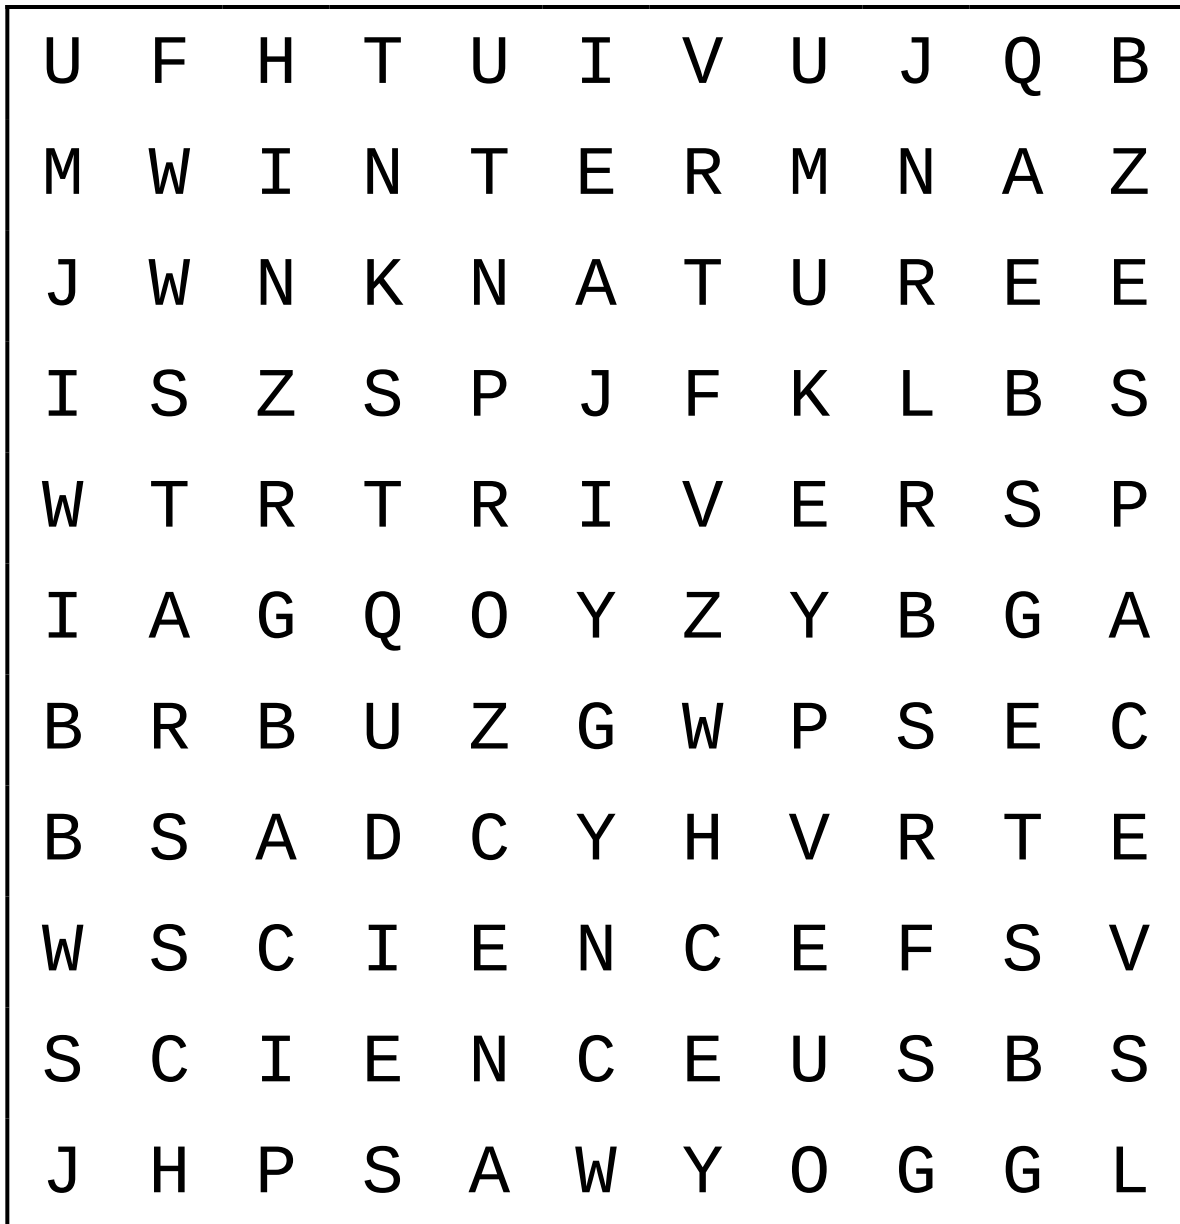 U F H T U I V U J Q B
M W I N T E R M N A Z
J W N K N A T U R E E
I S Z S P J F K L B S
W T R T R I V E R S P
I A G Q O Y Z Y B G A
B R B U Z G W P S E C
B S A D C Y H V R T E
W S C I E N C E F S V
S C I E N C E U S B S
J H P S A W Y O G G L